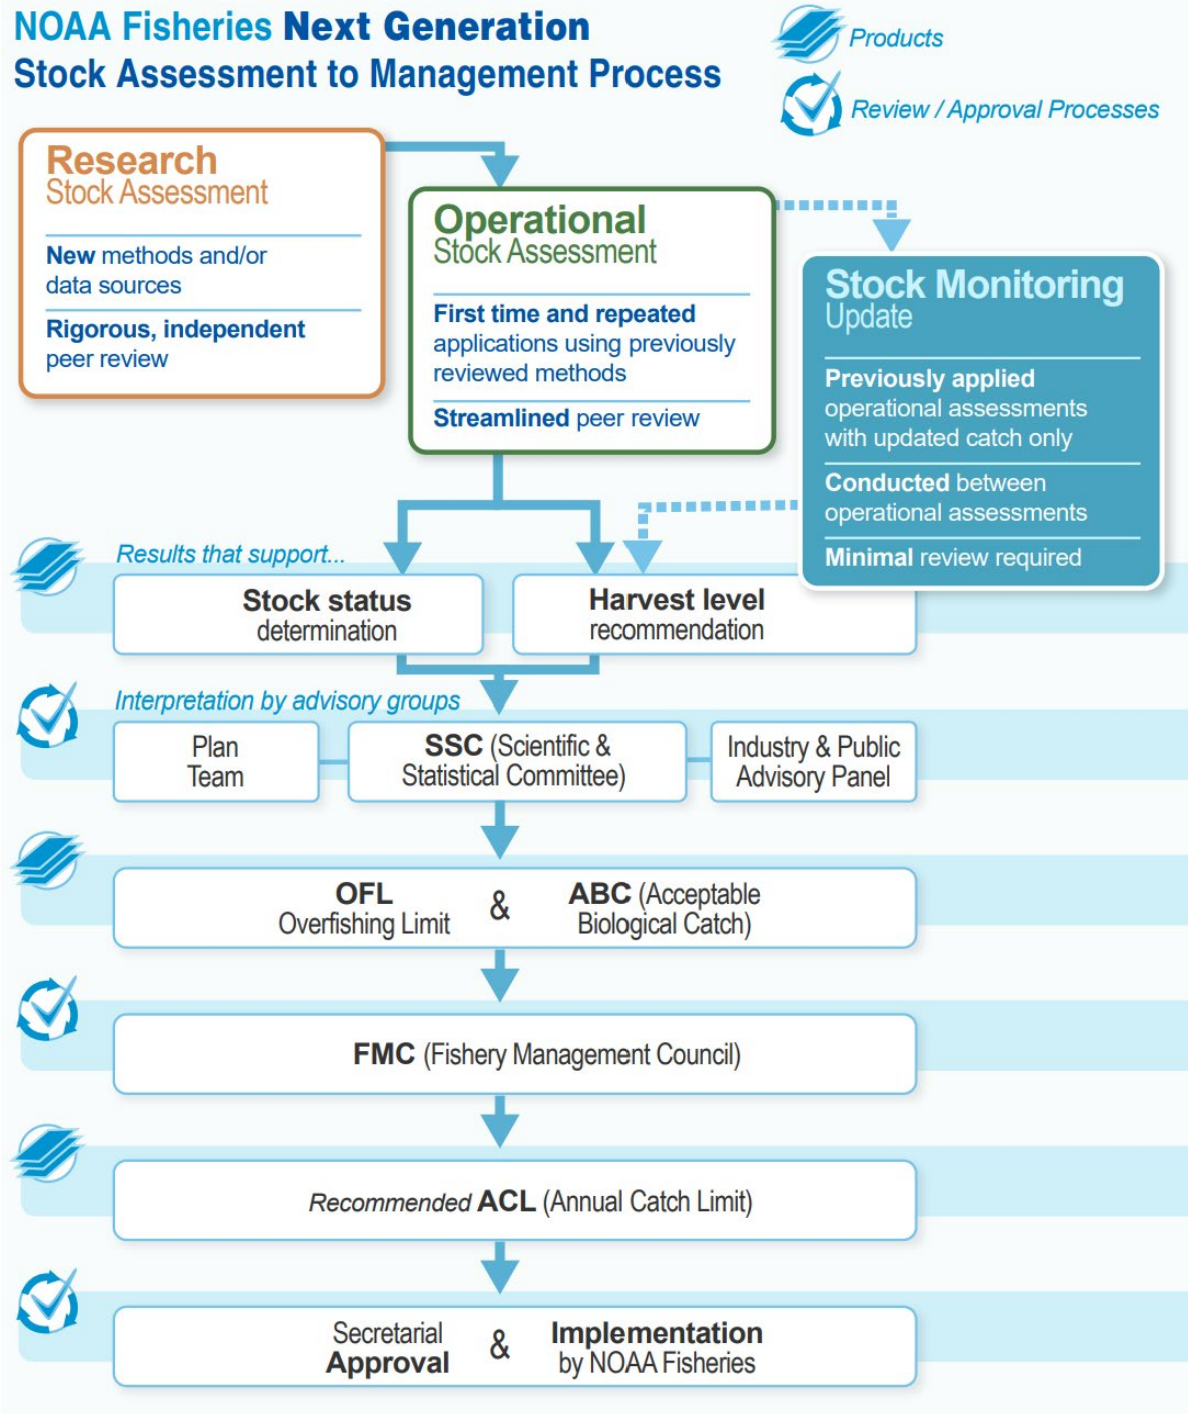 NOAA Fisheries Next Generation
Stock Assessment to Management Process
Products
Review / Approval Processes
Research
Stock Assessment
New methods and/or
data sources
Rigorous, independent
peer review
Operational
Stock Assessment
First time and repeated
applications using previously
reviewed methods
Streamlined peer review
Stock Monitoring
Update
Previously applied
operational assessments
with updated catch only
Conducted between
operational assessments
Minimal review required
Results that support...
Stock status
determination
Harvest level
recommendation
Interpretation by advisory groups
Plan
Team
SSC (Scientific &
Statistical Committee)
Industry & Public
Advisory Panel
OFL
Overfishing Limit
&
ABC (Acceptable
Biological Catch)
FMC (Fishery Management Council)
Recommended ACL (Annual Catch Limit)
Secretarial
Approval
&
Implementation
by NOAA Fisheries